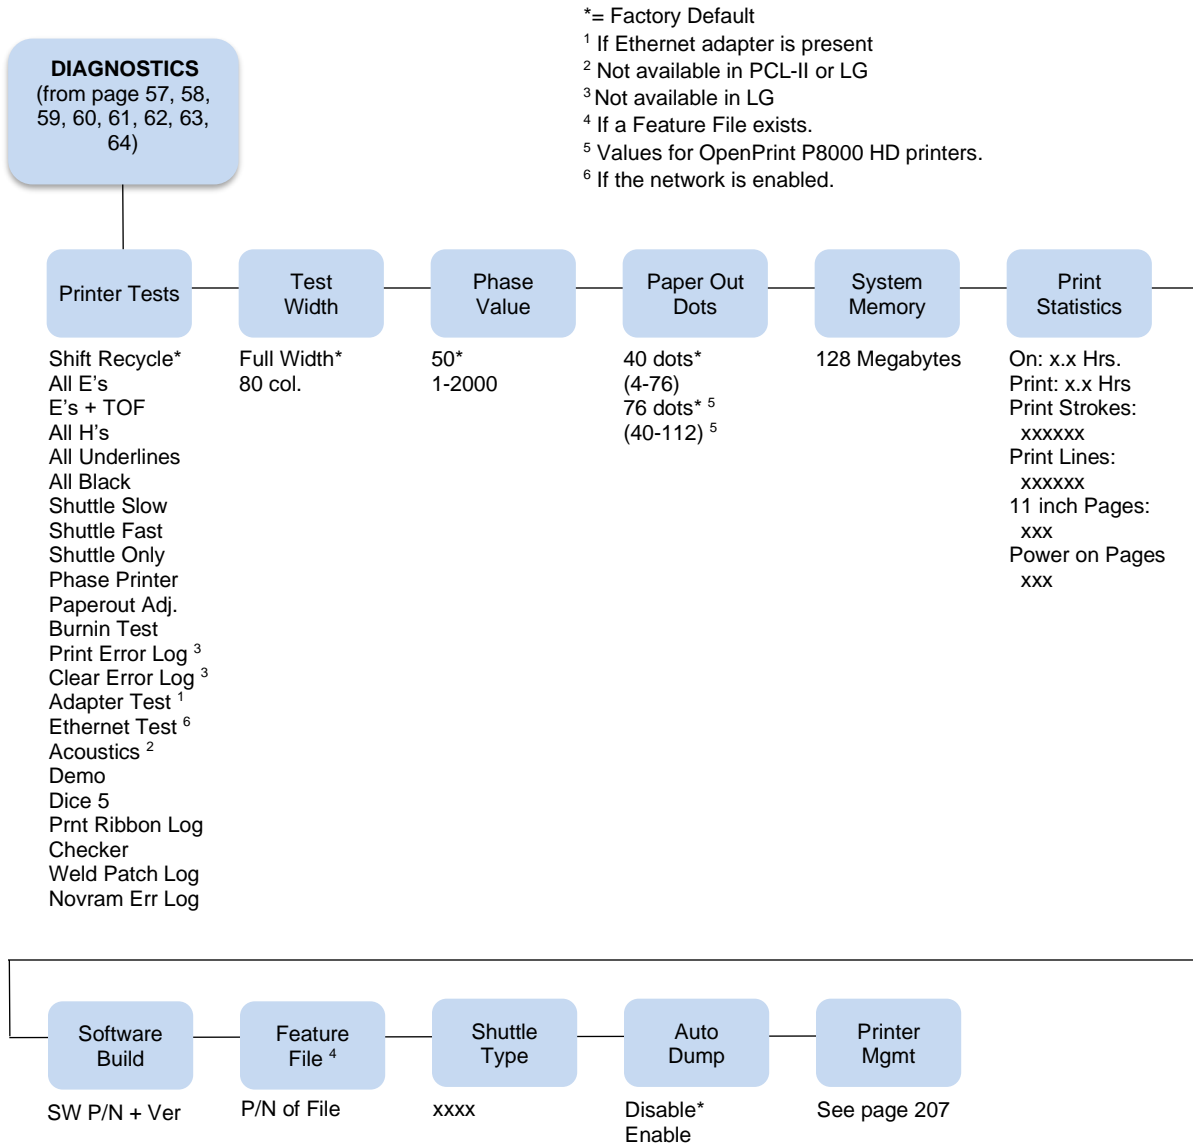 *= Factory Default
1 If Ethernet adapter is present
2 Not available in PCL-II or LG
3 Not available in LG
4 If a Feature File exists.
5 Values for OpenPrint P8000 HD printers.
6 If the network is enabled.
DIAGNOSTICS
(from page 57, 58,
59, 60, 61, 62, 63,
64)
Printer Tests
Shift Recycle*
All E's
E's + TOF
All H's
All Underlines
All Black
Shuttle Slow
Shuttle Fast
Shuttle Only
Phase Printer
Paperout Adj.
Burnin Test
Print Error Log 3
Clear Error Log 3
Adapter Test 1
Ethernet Test 6
Acoustics 2
Demo
Dice 5
Prnt Ribbon Log
Checker
Weld Patch Log
Novram Err Log
Test
Width
Full Width*
80 col.
Phase
Value
50*
1-2000
Paper Out
Dots
40 dots*
(4-76)
76 dots* 5
(40-112) 5
System
Memory
128 Megabytes
Print
Statistics
On: x.x Hrs.
Print: x.x Hrs
Print Strokes:
xxxxxx
Print Lines:
xxxxxx
11 inch Pages:
xxx
Power on Pages
xxx
Software
Build
SW P/N + Ver
Feature
File 4
P/N of File
Shuttle
Type
xxxx
Auto
Dump
Disable*
Enable
Printer
Mgmt
See page 207